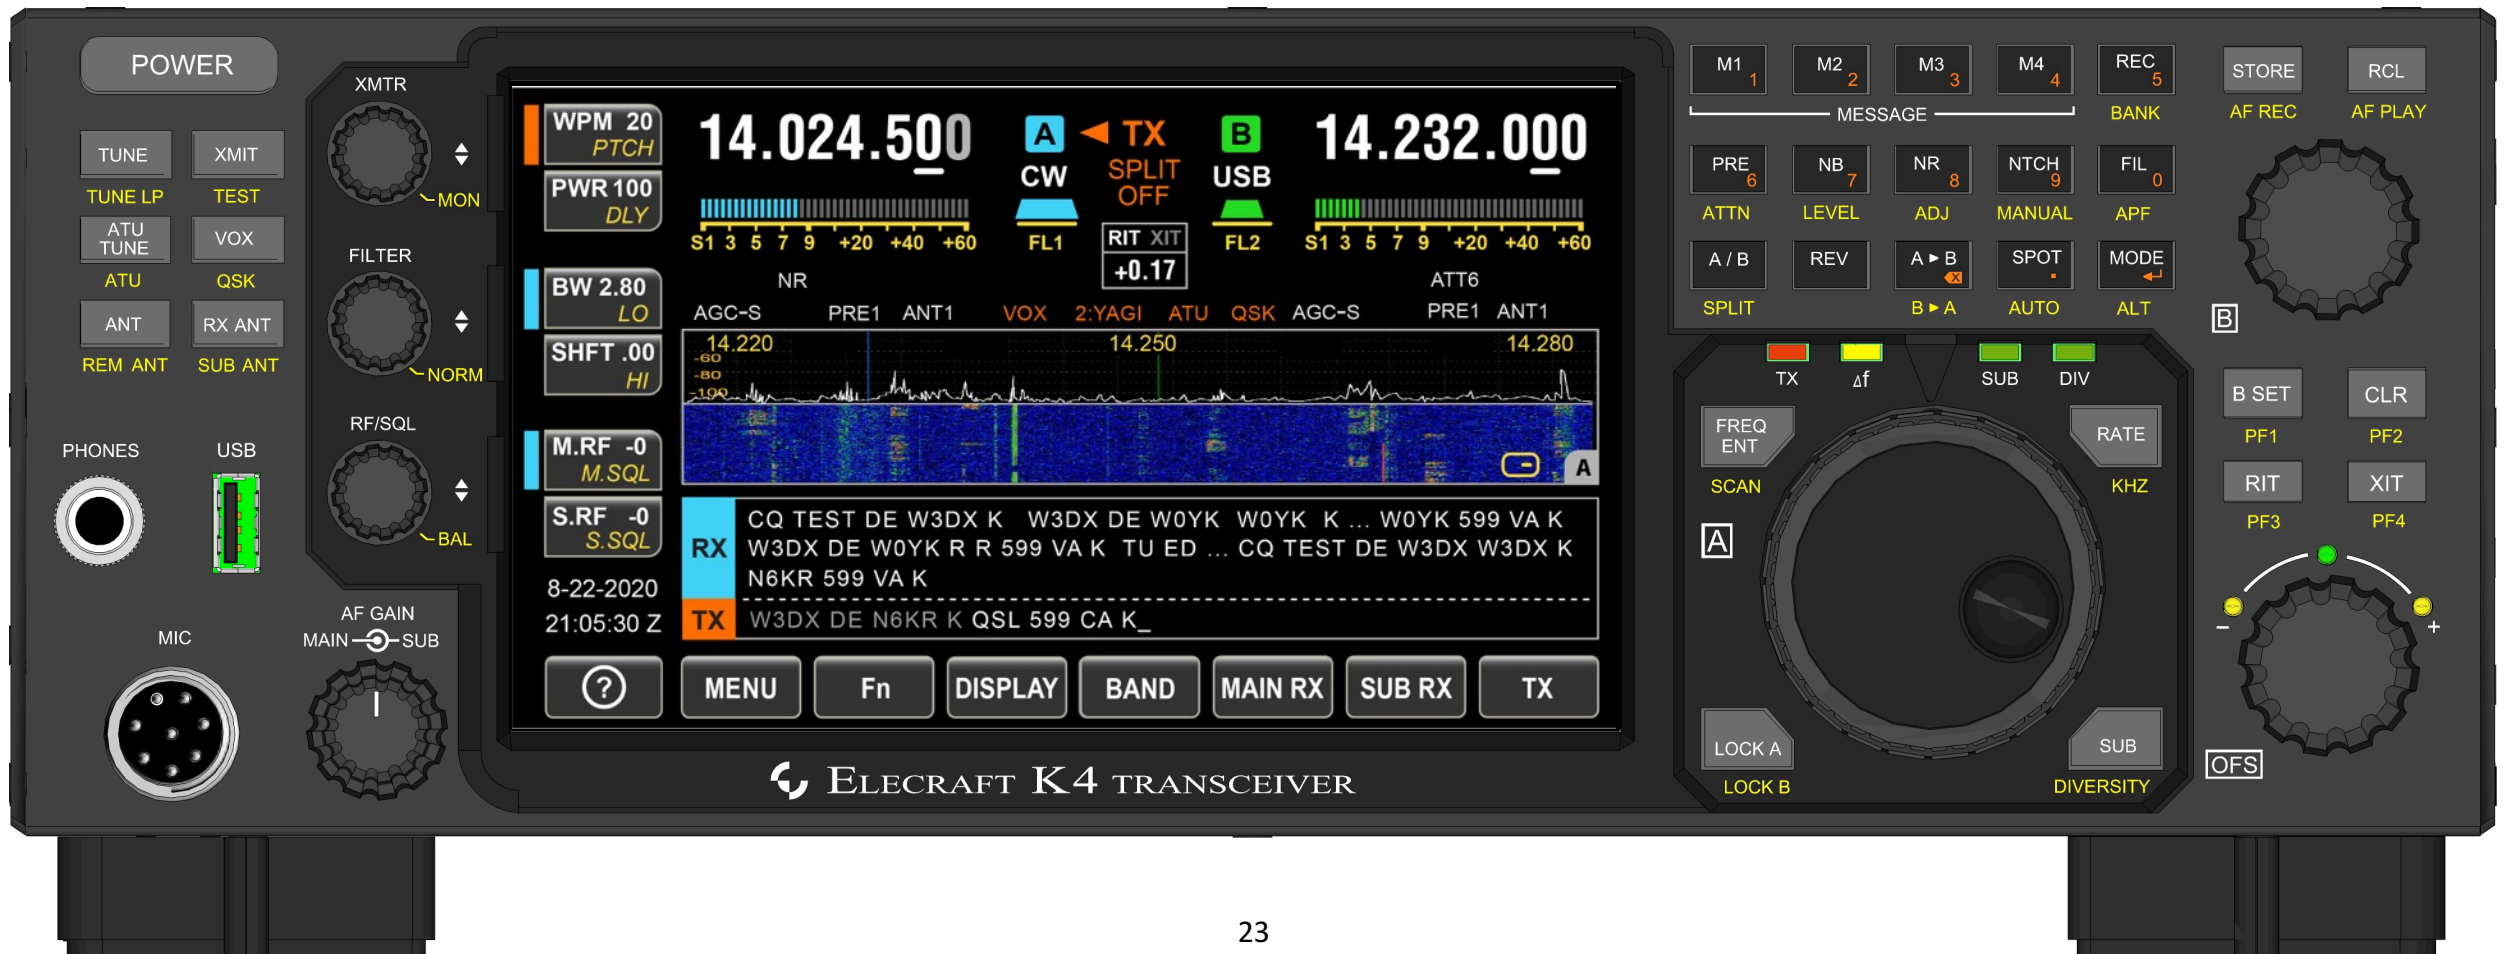 POWER
TUNE XMIT
TUNE LP TEST
ATU TUNE VOX
ATU QSK
ANT RX ANT
REM ANT SUB ANT
PHONES USB
MIC
XMTR
MON
FILTER
NORM
RF/SQL
BAL
AF GAIN
MAIN SUB
WPM 20
PTCH
PWR 100
DLY
BW 2.80
LO
SHFT .00
HI
M.RF -0
M.SQL
S.RF -0
S.SQL
8-22-2020
21:05:30 Z
14.024.500 A TX B 14.232.000
CW SPLIT OFF USB
S1 3 5 7 9 +20 +40 +60 FL1 RIT XIT FL2 S1 3 5 7 9 +20 +40 +60
+0.17
NR ATT6
AGC-S PRE1 ANT1 VOX 2:YAGI ATU QSK AGC-S PRE1 ANT1
14.220 14.250 14.280
-60
-80
-100
A
RX
CQ TEST DE W3DX K W3DX DE W0YK W0YK K ... W0YK 599 VA K
W3DX DE W0YK R R 599 VA K TU ED ... CQ TEST DE W3DX W3DX K
N6KR 599 VA K
TX W3DX DE N6KR K QSL 599 CA K_
? MENU Fn DISPLAY BAND MAIN RX SUB RX TX
ELECRAFT K4 TRANSCEIVER
M1 1 M2 2 M3 3 M4 4 REC 5
MESSAGE BANK
PRE 6 NB 7 NR 8 NTCH 9 FIL 0
ATTN LEVEL ADJ MANUAL APF
A / B REV A ▸ B SPOT . MODE
SPLIT B ▸ A AUTO ALT
TX Δf SUB DIV
FREQ ENT RATE
SCAN KHZ
A
LOCK A SUB
LOCK B DIVERSITY
STORE RCL
AF REC AF PLAY
B
B SET CLR
PF1 PF2
RIT XIT
PF3 PF4
- +
OFS
23